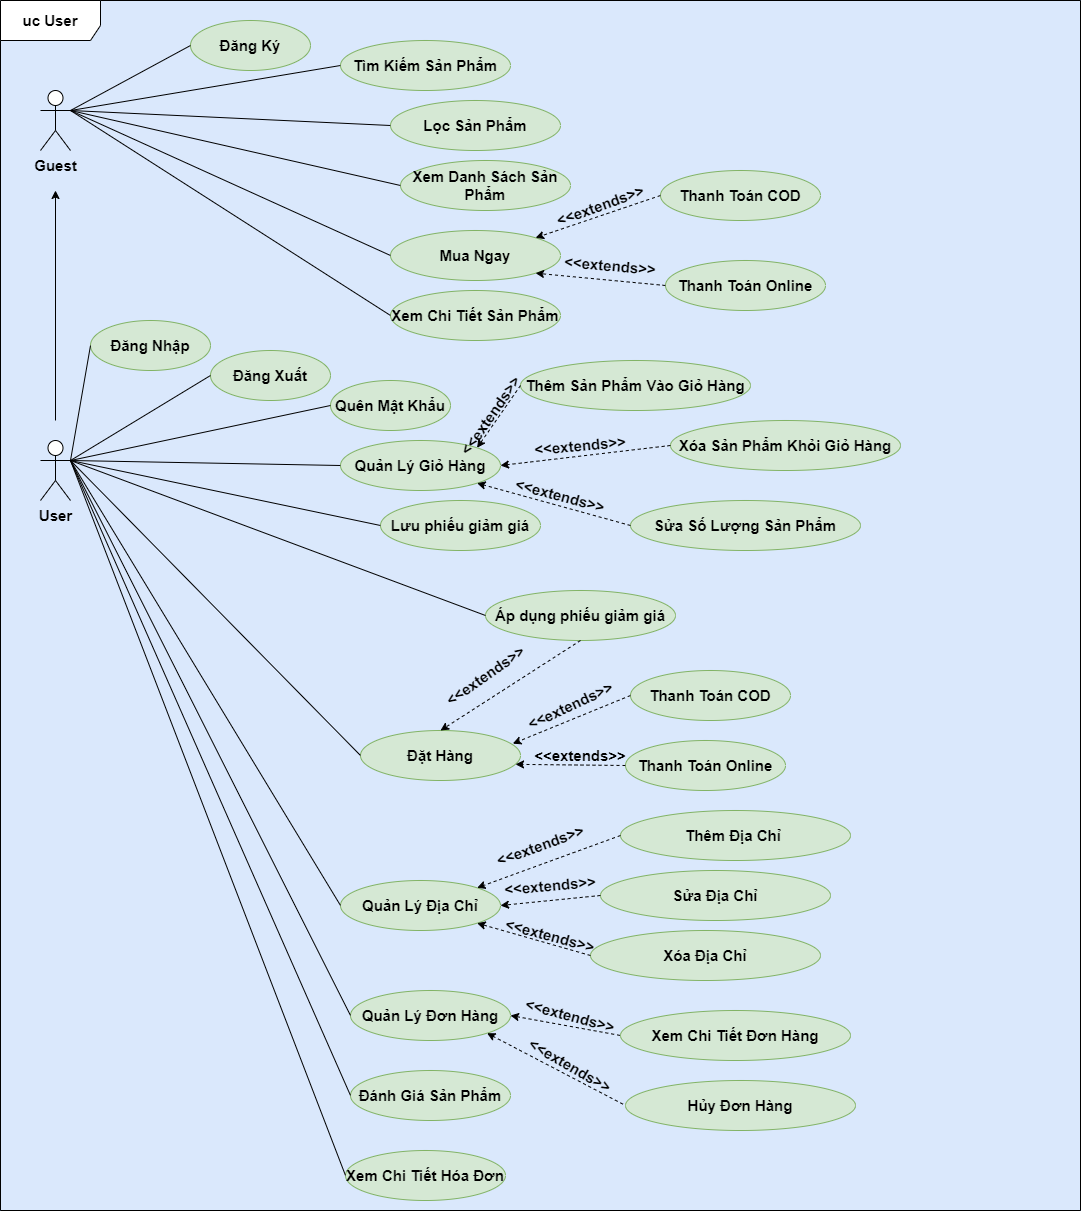 uc User
Đăng Ký
Tìm Kiếm Sản Phẩm
Lọc Sản Phẩm
Guest
Xem Danh Sách Sản
Phẩm
<<extends>>
Thanh Toán COD
Mua Ngay
<<extends>>
Thanh Toán Online
Xem Chi Tiết Sản Phẩm
Đăng Nhập
Đăng Xuất
Quên Mật Khẩu
<<extends>>
Thêm Sản Phẩm Vào Giỏ Hàng
Quản Lý Giỏ Hàng
<<extends>>
Xóa Sản Phẩm Khỏi Giỏ Hàng
User
<<extends>>
Lưu phiếu giảm giá
Sửa Số Lượng Sản Phẩm
Áp dụng phiếu giảm giá
<<extends>>
<<extends>>
Thanh Toán COD
Đặt Hàng
<<extends>>
Thanh Toán Online
<<extends>>
Thêm Địa Chỉ
Quản Lý Địa Chỉ
<<extends>>
Sửa Địa Chỉ
<<extends>>
Xóa Địa Chỉ
Quản Lý Đơn Hàng
<<extends>>
Xem Chi Tiết Đơn Hàng
<<extends>>
Hủy Đơn Hàng
Đánh Giá Sản Phẩm
Xem Chi Tiết Hóa Đơn